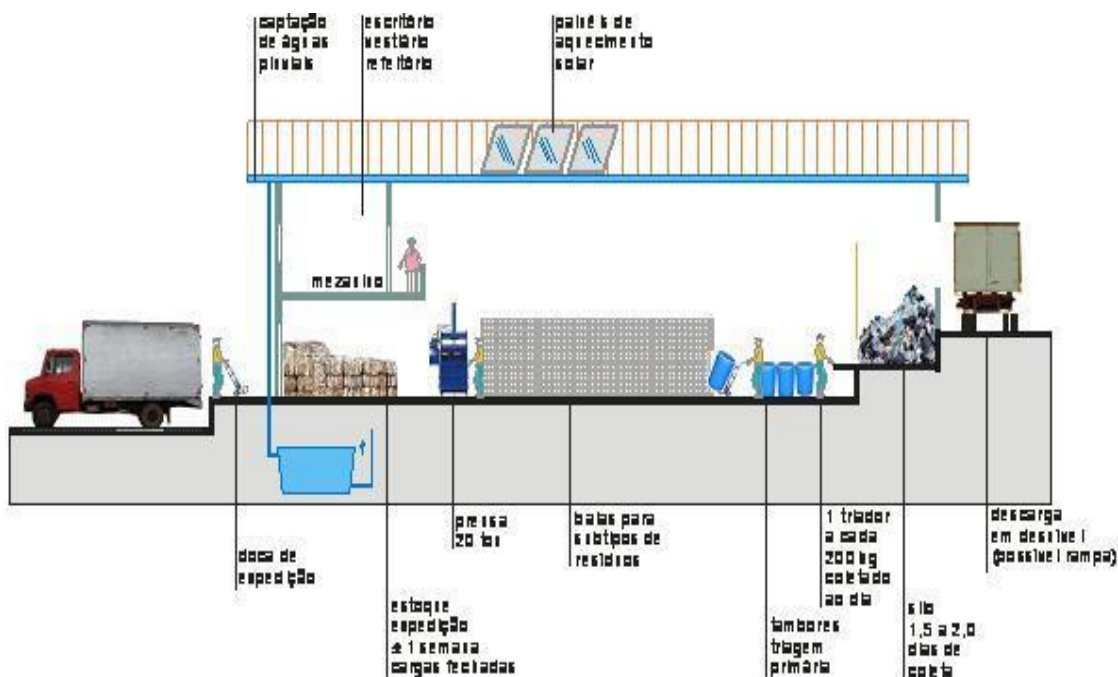 captação
de águas
pluviais
escritório
vestiário
refeitório
painéis de
aquecimento
solar
mezanino
doca de
expedição
estoque
expedição
± 1 semana
cargas fechadas
prensa
20 ton
baias para
subtipos de
resíduos
tambores
triagem
primária
1 triador
a cada
200 kg
coletado
ao dia
silo
1,5 a 2,0
dias de
coleta
descarga
em desnível
(possível rampa)